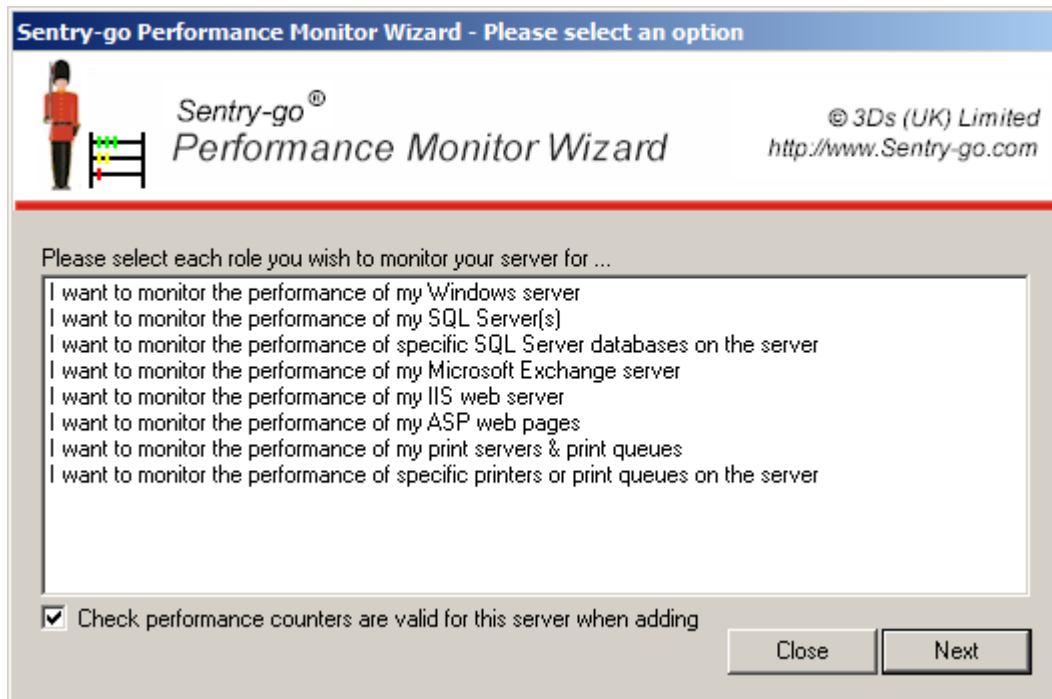 Sentry-go Performance Monitor Wizard - Please select an option
Sentry-go®
Performance Monitor Wizard
© 3Ds (UK) Limited
http://www.Sentry-go.com
Please select each role you wish to monitor your server for ...
I want to monitor the performance of my Windows server
I want to monitor the performance of my SQL Server(s)
I want to monitor the performance of specific SQL Server databases on the server
I want to monitor the performance of my Microsoft Exchange server
I want to monitor the performance of my IIS web server
I want to monitor the performance of my ASP web pages
I want to monitor the performance of my print servers & print queues
I want to monitor the performance of specific printers or print queues on the server
Check performance counters are valid for this server when adding
Close
Next